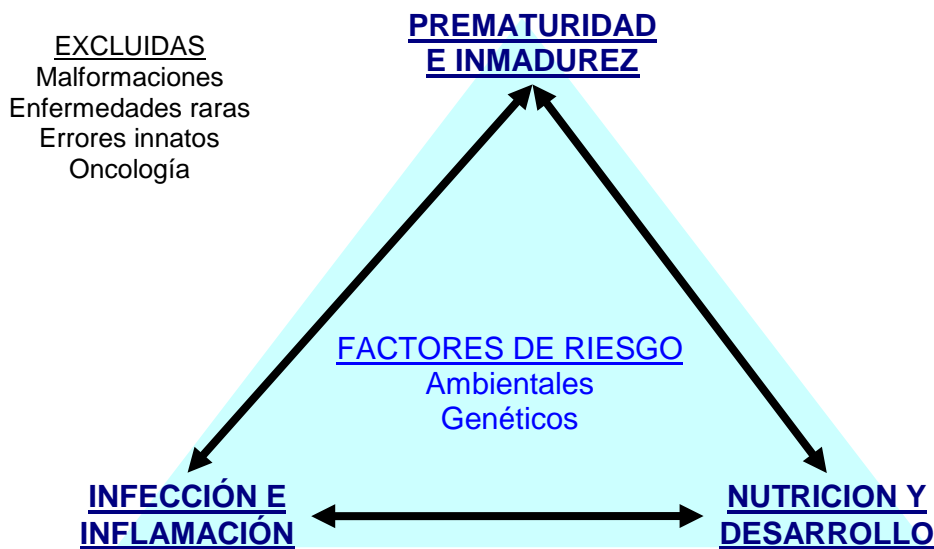 EXCLUIDAS
Malformaciones
Enfermedades raras
Errores innatos
Oncología
PREMATURIDAD
E INMADUREZ
FACTORES DE RIESGO
Ambientales
Genéticos
INFECCIÓN E
INFLAMACIÓN
NUTRICION Y
DESARROLLO